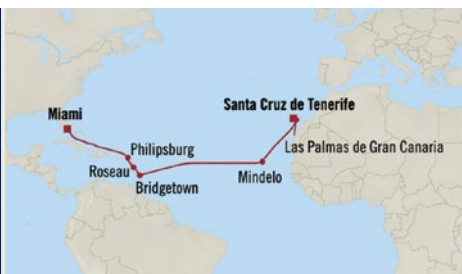 Miami
Santa Cruz de Tenerife
Philipsburg
Las Palmas de Gran Canaria
Roseau
Mindelo
Bridgetown